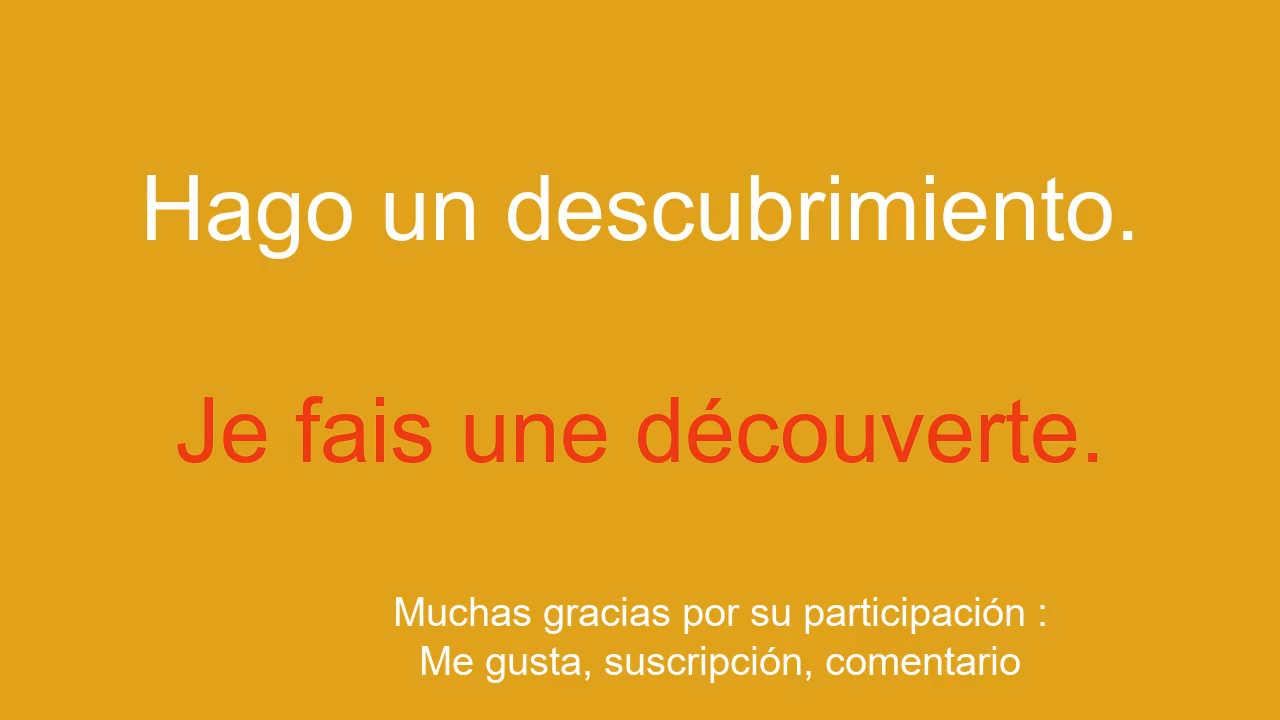 Hago un descubrimiento.
Je fais une découverte.
Muchas gracias por su participación :
Me gusta, suscripción, comentario